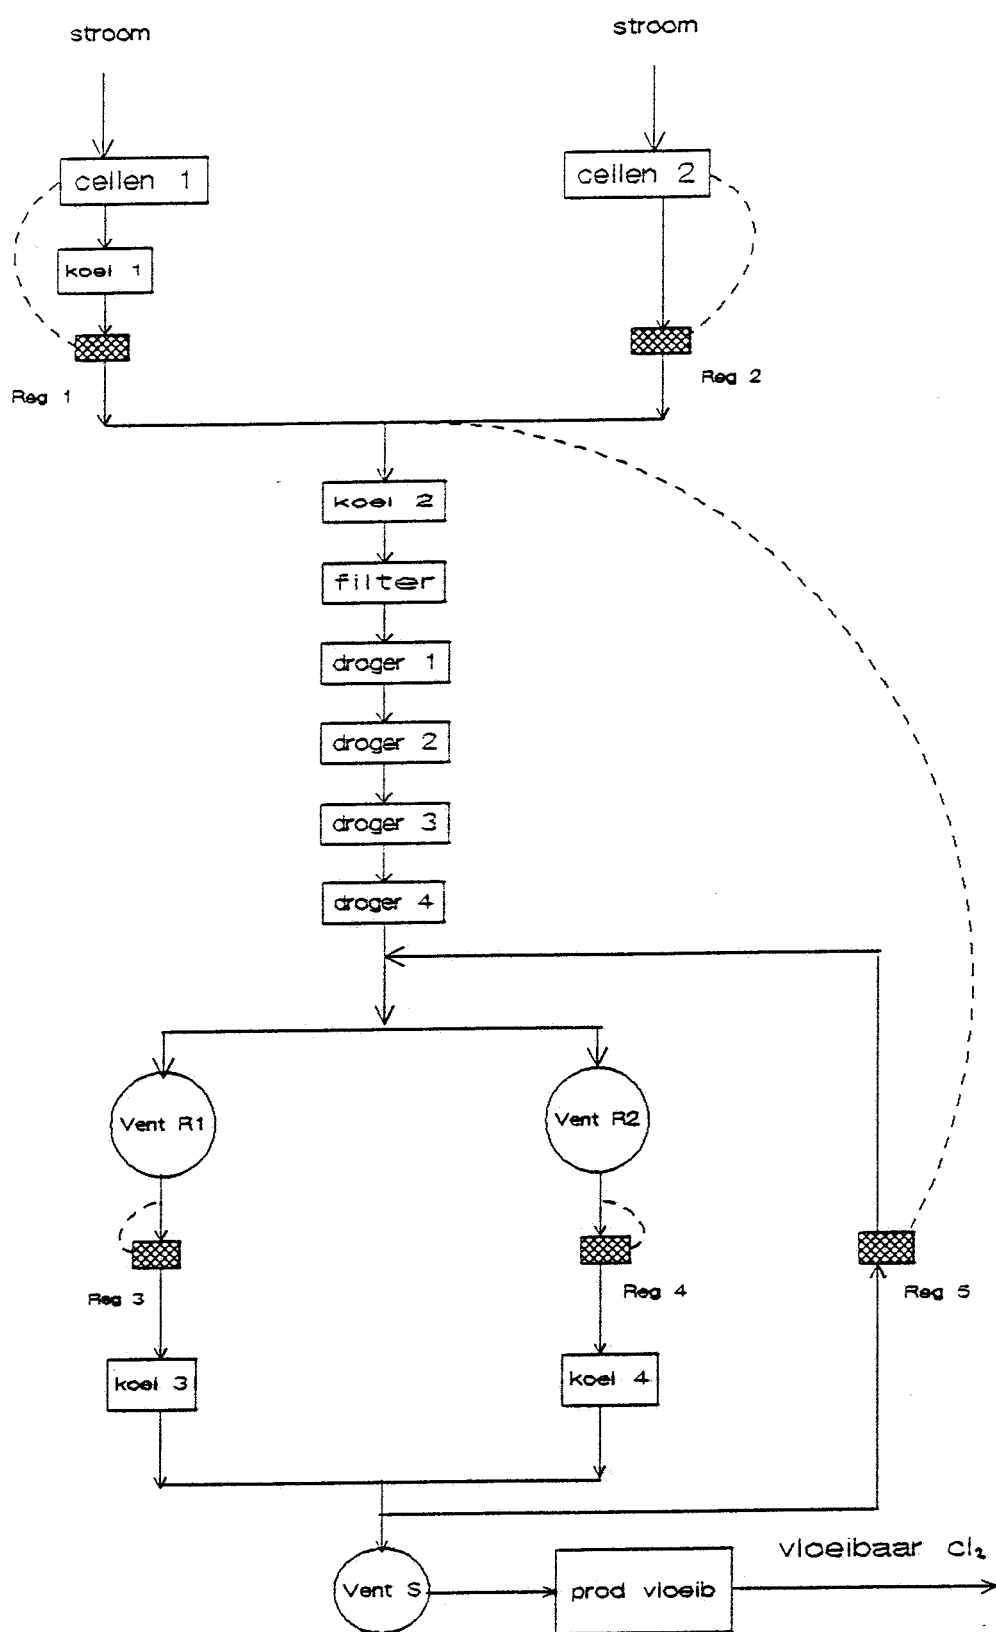 stroom
stroom
cellen 1
cellen 2
koel 1
Reg 1
Reg 2
koel 2
filter
droger 1
droger 2
droger 3
droger 4
Vent R1
Vent R2
Reg 3
Reg 4
Reg 5
koel 3
koel 4
Vent S
prod vloeib
vloeibaar cl₂